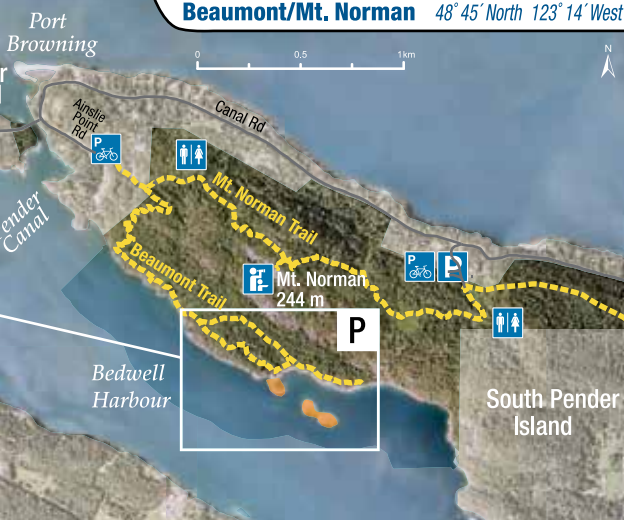 Beaumont/Mt. Norman 48°45´North 123°14´West
Port
Browning
0 0.5 1km
N
r
Ainslie
Point
Rd
Canal Rd
P
ender
Canal
Mt. Norman Trail
Beaumont Trail
P
P
Mt. Norman
244 m
P
Bedwell
Harbour
South Pender
Island